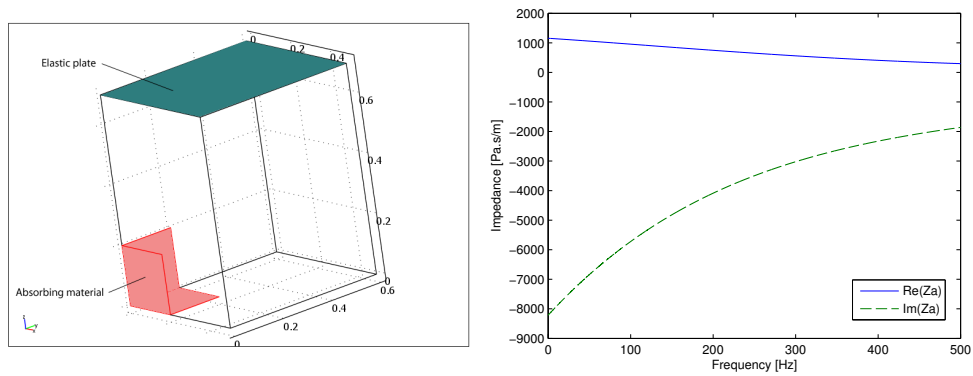 Elastic plate
0
0.2
0.4
0.6
0.4
0.2
Absorbing material
0
0.6
0.4
0.2
0
z
y
x
2000
1000
0
−1000
−2000
−3000
−4000
−5000
−6000
−7000
−8000
−9000
Impedance [Pa.s/m]
0 100 200 300 400 500
Frequency [Hz]
Re(Za)
Im(Za)